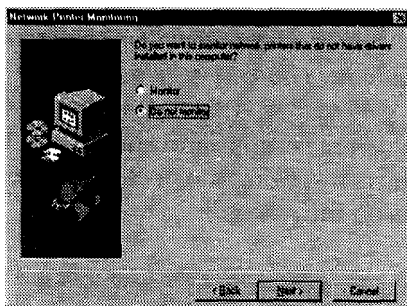 Network Printer Monitoring
Do you want to monitor network printers that do not have drivers
installed in this computer?
Monitor
Do not monitor
< Back
Next >
Cancel